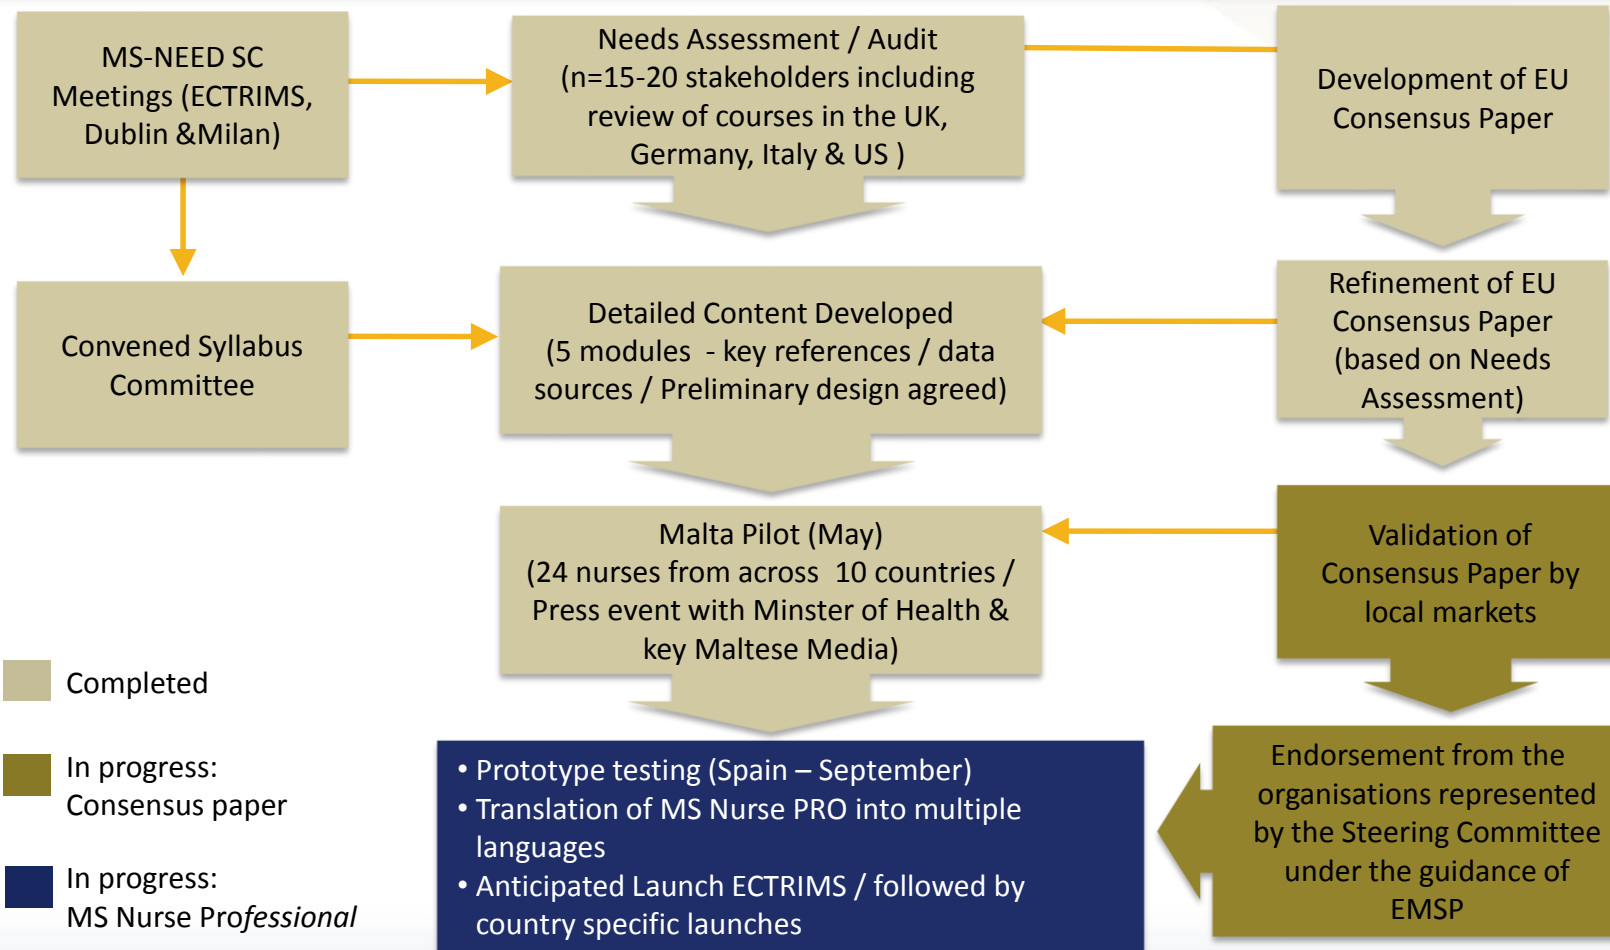 MS-NEED SC
Meetings (ECTRIMS,
Dublin &Milan)
Needs Assessment / Audit
(n=15-20 stakeholders including
review of courses in the UK,
Germany, Italy & US )
Development of EU
Consensus Paper
Convened Syllabus
Committee
Detailed Content Developed
(5 modules - key references / data
sources / Preliminary design agreed)
Refinement of EU
Consensus Paper
(based on Needs
Assessment)
Malta Pilot (May)
(24 nurses from across 10 countries /
Press event with Minster of Health &
key Maltese Media)
Validation of
Consensus Paper by
local markets
Completed
In progress:
Consensus paper
In progress:
MS Nurse Professional
• Prototype testing (Spain – September)
• Translation of MS Nurse PRO into multiple
languages
• Anticipated Launch ECTRIMS / followed by
country specific launches
Endorsement from the
organisations represented
by the Steering Committee
under the guidance of
EMSP